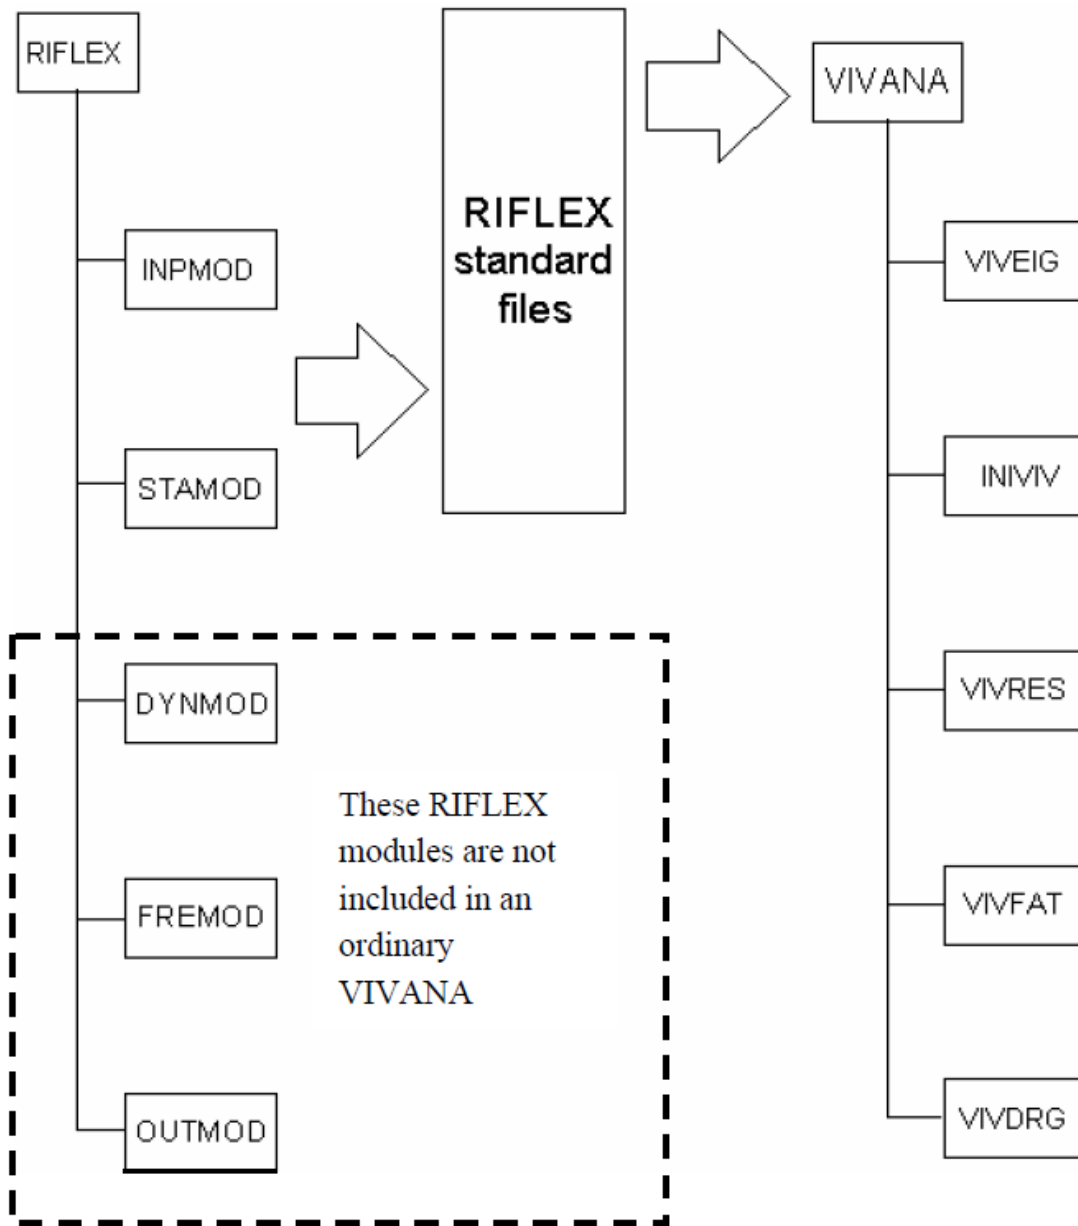 RIFLEX
INPMOD
STAMOD
DYNMOD
FREMOD
OUTMOD
These RIFLEX
modules are not
included in an
ordinary
VIVANA
RIFLEX
standard
files
VIVANA
VIVEIG
INIVIV
VIVRES
VIVFAT
VIVDRG